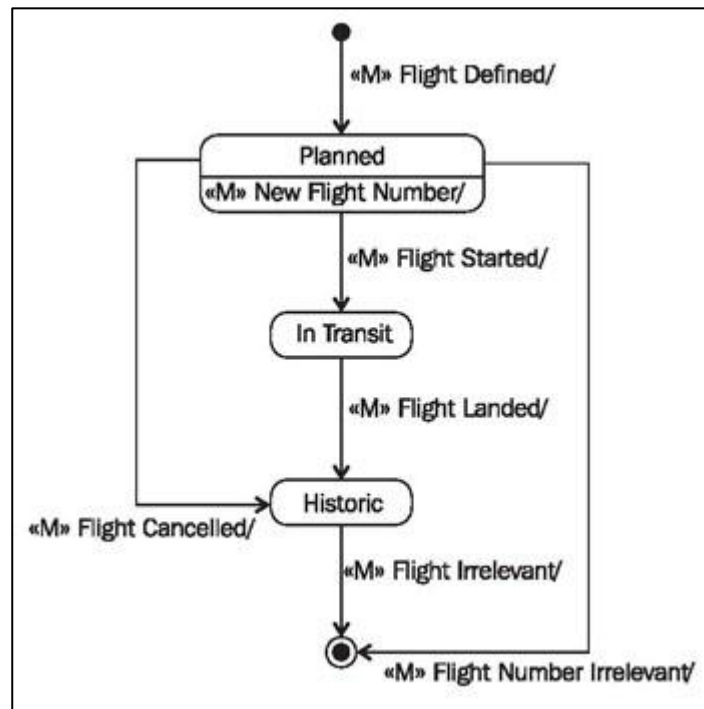 «M» Flight Defined/
Planned
«M» New Flight Number/
«M» Flight Started/
In Transit
«M» Flight Landed/
Historic
«M» Flight Cancelled/
«M» Flight Irrelevant/
«M» Flight Number Irrelevant/